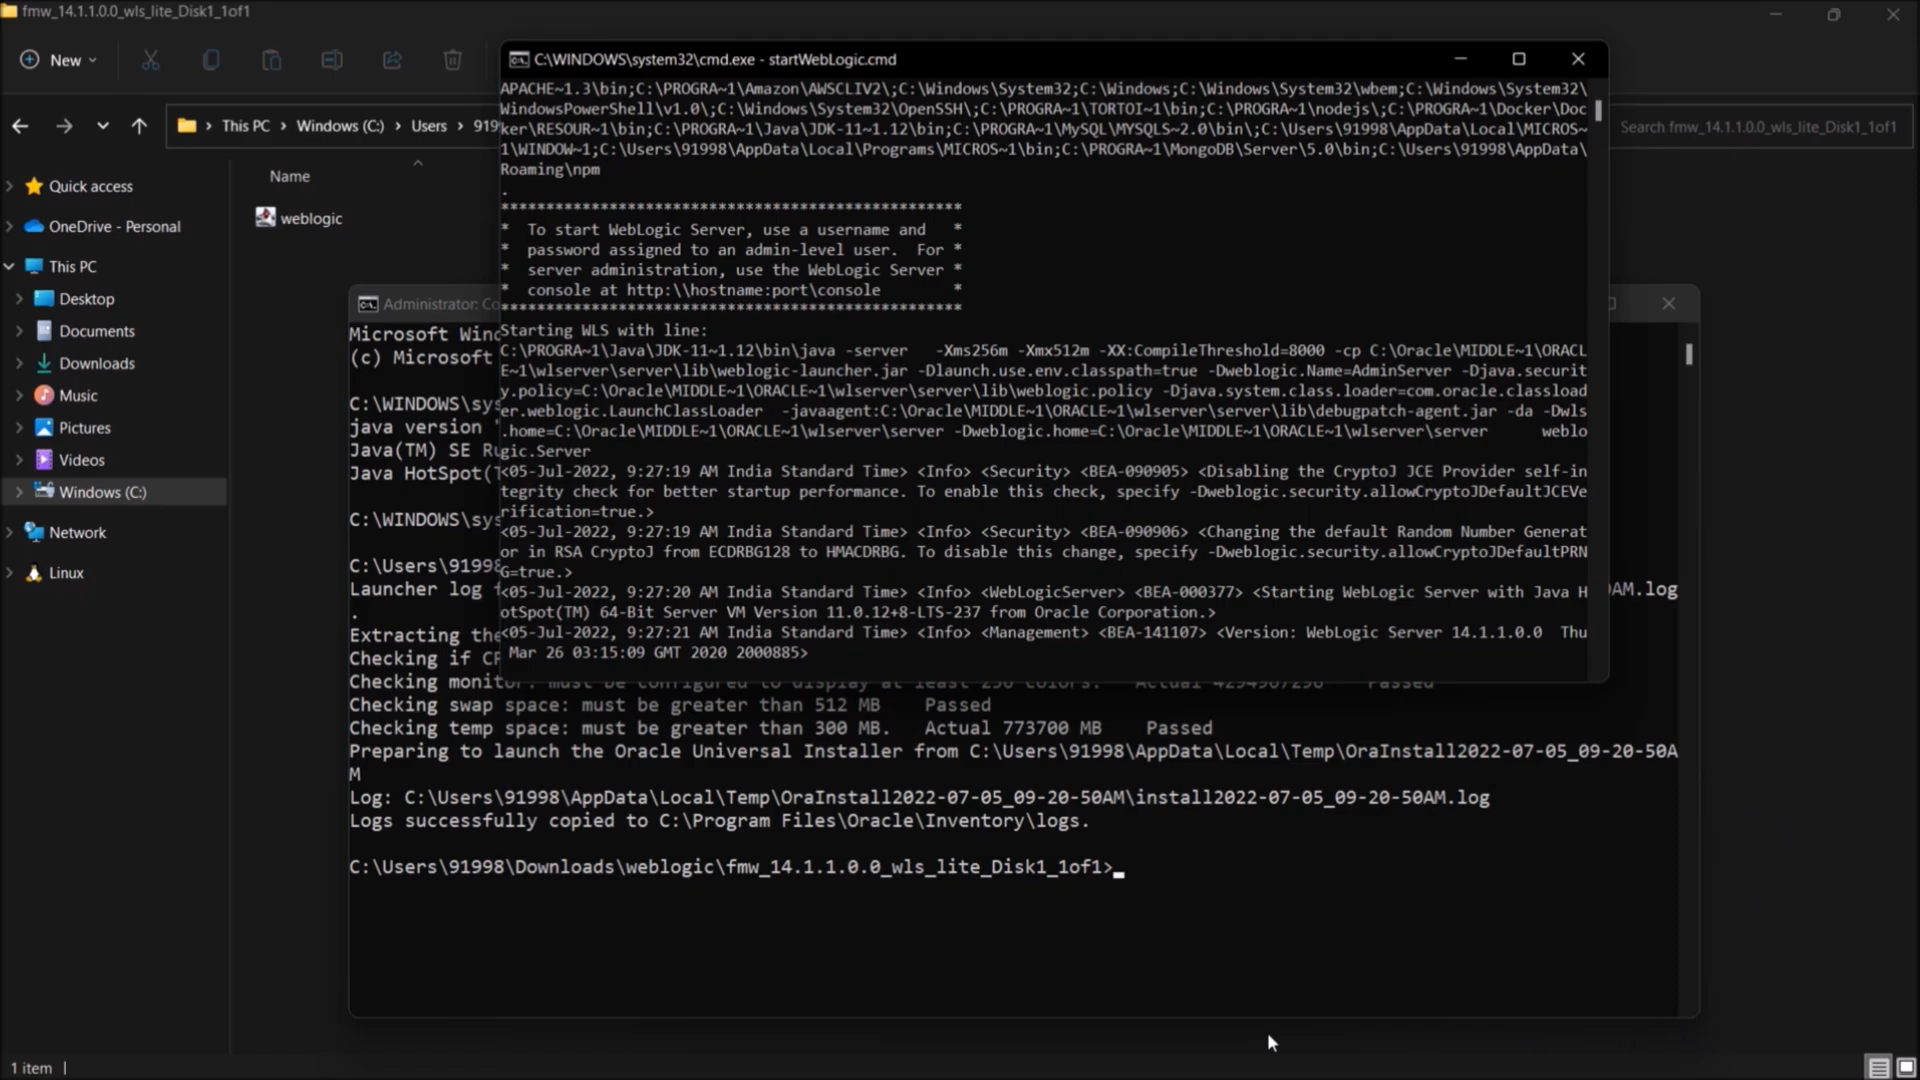 fmw_14.1.1.0.0_wls_lite_Disk1_1of1
New
This PC > Windows (C:) > Users > 919
Search fmw_14.1.1.0.0_wls_lite_Disk1_1of1
Quick access
OneDrive - Personal
This PC
Desktop
Documents
Downloads
Music
Pictures
Videos
Windows (C:)
Network
Linux
Name
weblogic
C:\WINDOWS\system32\cmd.exe - startWebLogic.cmd
APACHE~1.3\bin;C:\PROGRA~1\Amazon\AWSCLIV2\;C:\Windows\System32;C:\Windows;C:\Windows\System32\wbem;C:\Windows\System32\
WindowsPowerShell\v1.0\;C:\Windows\System32\OpenSSH\;C:\PROGRA~1\TORTOI~1\bin;C:\PROGRA~1\nodejs\;C:\PROGRA~1\Docker\Doc
ker\RESOUR~1\bin;C:\PROGRA~1\Java\JDK-11~1.12\bin;C:\PROGRA~1\MySQL\MYSQLS~2.0\bin\;C:\Users\91998\AppData\Local\MICROS~
1\WINDOW~1;C:\Users\91998\AppData\Local\Programs\MICROS~1\bin;C:\PROGRA~1\MongoDB\Server\5.0\bin;C:\Users\91998\AppData\
Roaming\npm
.
***************************************************
*  To start WebLogic Server, use a username and   *
*  password assigned to an admin-level user.  For *
*  server administration, use the WebLogic Server *
*  console at http:\\hostname:port\console        *
***************************************************
Starting WLS with line:
C:\PROGRA~1\Java\JDK-11~1.12\bin\java -server   -Xms256m -Xmx512m -XX:CompileThreshold=8000 -cp C:\Oracle\MIDDLE~1\ORACL
E~1\wlserver\server\lib\weblogic-launcher.jar -Dlaunch.use.env.classpath=true -Dweblogic.Name=AdminServer -Djava.securit
y.policy=C:\Oracle\MIDDLE~1\ORACLE~1\wlserver\server\lib\weblogic.policy -Djava.system.class.loader=com.oracle.classload
er.weblogic.LaunchClassLoader  -javaagent:C:\Oracle\MIDDLE~1\ORACLE~1\wlserver\server\lib\debugpatch-agent.jar -da -Dwls
.home=C:\Oracle\MIDDLE~1\ORACLE~1\wlserver\server -Dweblogic.home=C:\Oracle\MIDDLE~1\ORACLE~1\wlserver\server      weblo
gic.Server
<05-Jul-2022, 9:27:19 AM India Standard Time> <Info> <Security> <BEA-090905> <Disabling the CryptoJ JCE Provider self-in
tegrity check for better startup performance. To enable this check, specify -Dweblogic.security.allowCryptoJDefaultJCEVe
rification=true.>
<05-Jul-2022, 9:27:19 AM India Standard Time> <Info> <Security> <BEA-090906> <Changing the default Random Number Generat
or in RSA CryptoJ from ECDRBG128 to HMACDRBG. To disable this change, specify -Dweblogic.security.allowCryptoJDefaultPRN
G=true.>
<05-Jul-2022, 9:27:20 AM India Standard Time> <Info> <WebLogicServer> <BEA-000377> <Starting WebLogic Server with Java H
otSpot(TM) 64-Bit Server VM Version 11.0.12+8-LTS-237 from Oracle Corporation.>
<05-Jul-2022, 9:27:21 AM India Standard Time> <Info> <Management> <BEA-141107> <Version: WebLogic Server 14.1.1.0.0  Thu
 Mar 26 03:15:09 GMT 2020 2000885>
Administrator: Co
Microsoft Wind
(c) Microsoft
C:\WINDOWS\sys
java version "
Java(TM) SE Ru
Java HotSpot(T
C:\WINDOWS\sys
C:\Users\91998
Launcher log f AM.log
.
Extracting the
Checking if CP
Checking monitor: must be configured to display at least 256 colors.   Actual 4294967296    Passed
Checking swap space: must be greater than 512 MB    Passed
Checking temp space: must be greater than 300 MB.   Actual 773700 MB    Passed
Preparing to launch the Oracle Universal Installer from C:\Users\91998\AppData\Local\Temp\OraInstall2022-07-05_09-20-50A
M
Log: C:\Users\91998\AppData\Local\Temp\OraInstall2022-07-05_09-20-50AM\install2022-07-05_09-20-50AM.log
Logs successfully copied to C:\Program Files\Oracle\Inventory\logs.
C:\Users\91998\Downloads\weblogic\fmw_14.1.1.0.0_wls_lite_Disk1_1of1>
1 item